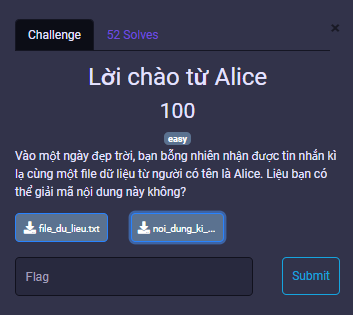 Challenge
52 Solves
×
Lời chào từ Alice
100
easy
Vào một ngày đẹp trời, bạn bỗng nhiên nhận được tin nhắn kì
lạ cùng một file dữ liệu từ người có tên là Alice. Liệu bạn có
thể giải mã nội dung này không?
file_du_lieu.txt
noi_dung_ki_...
Flag
Submit